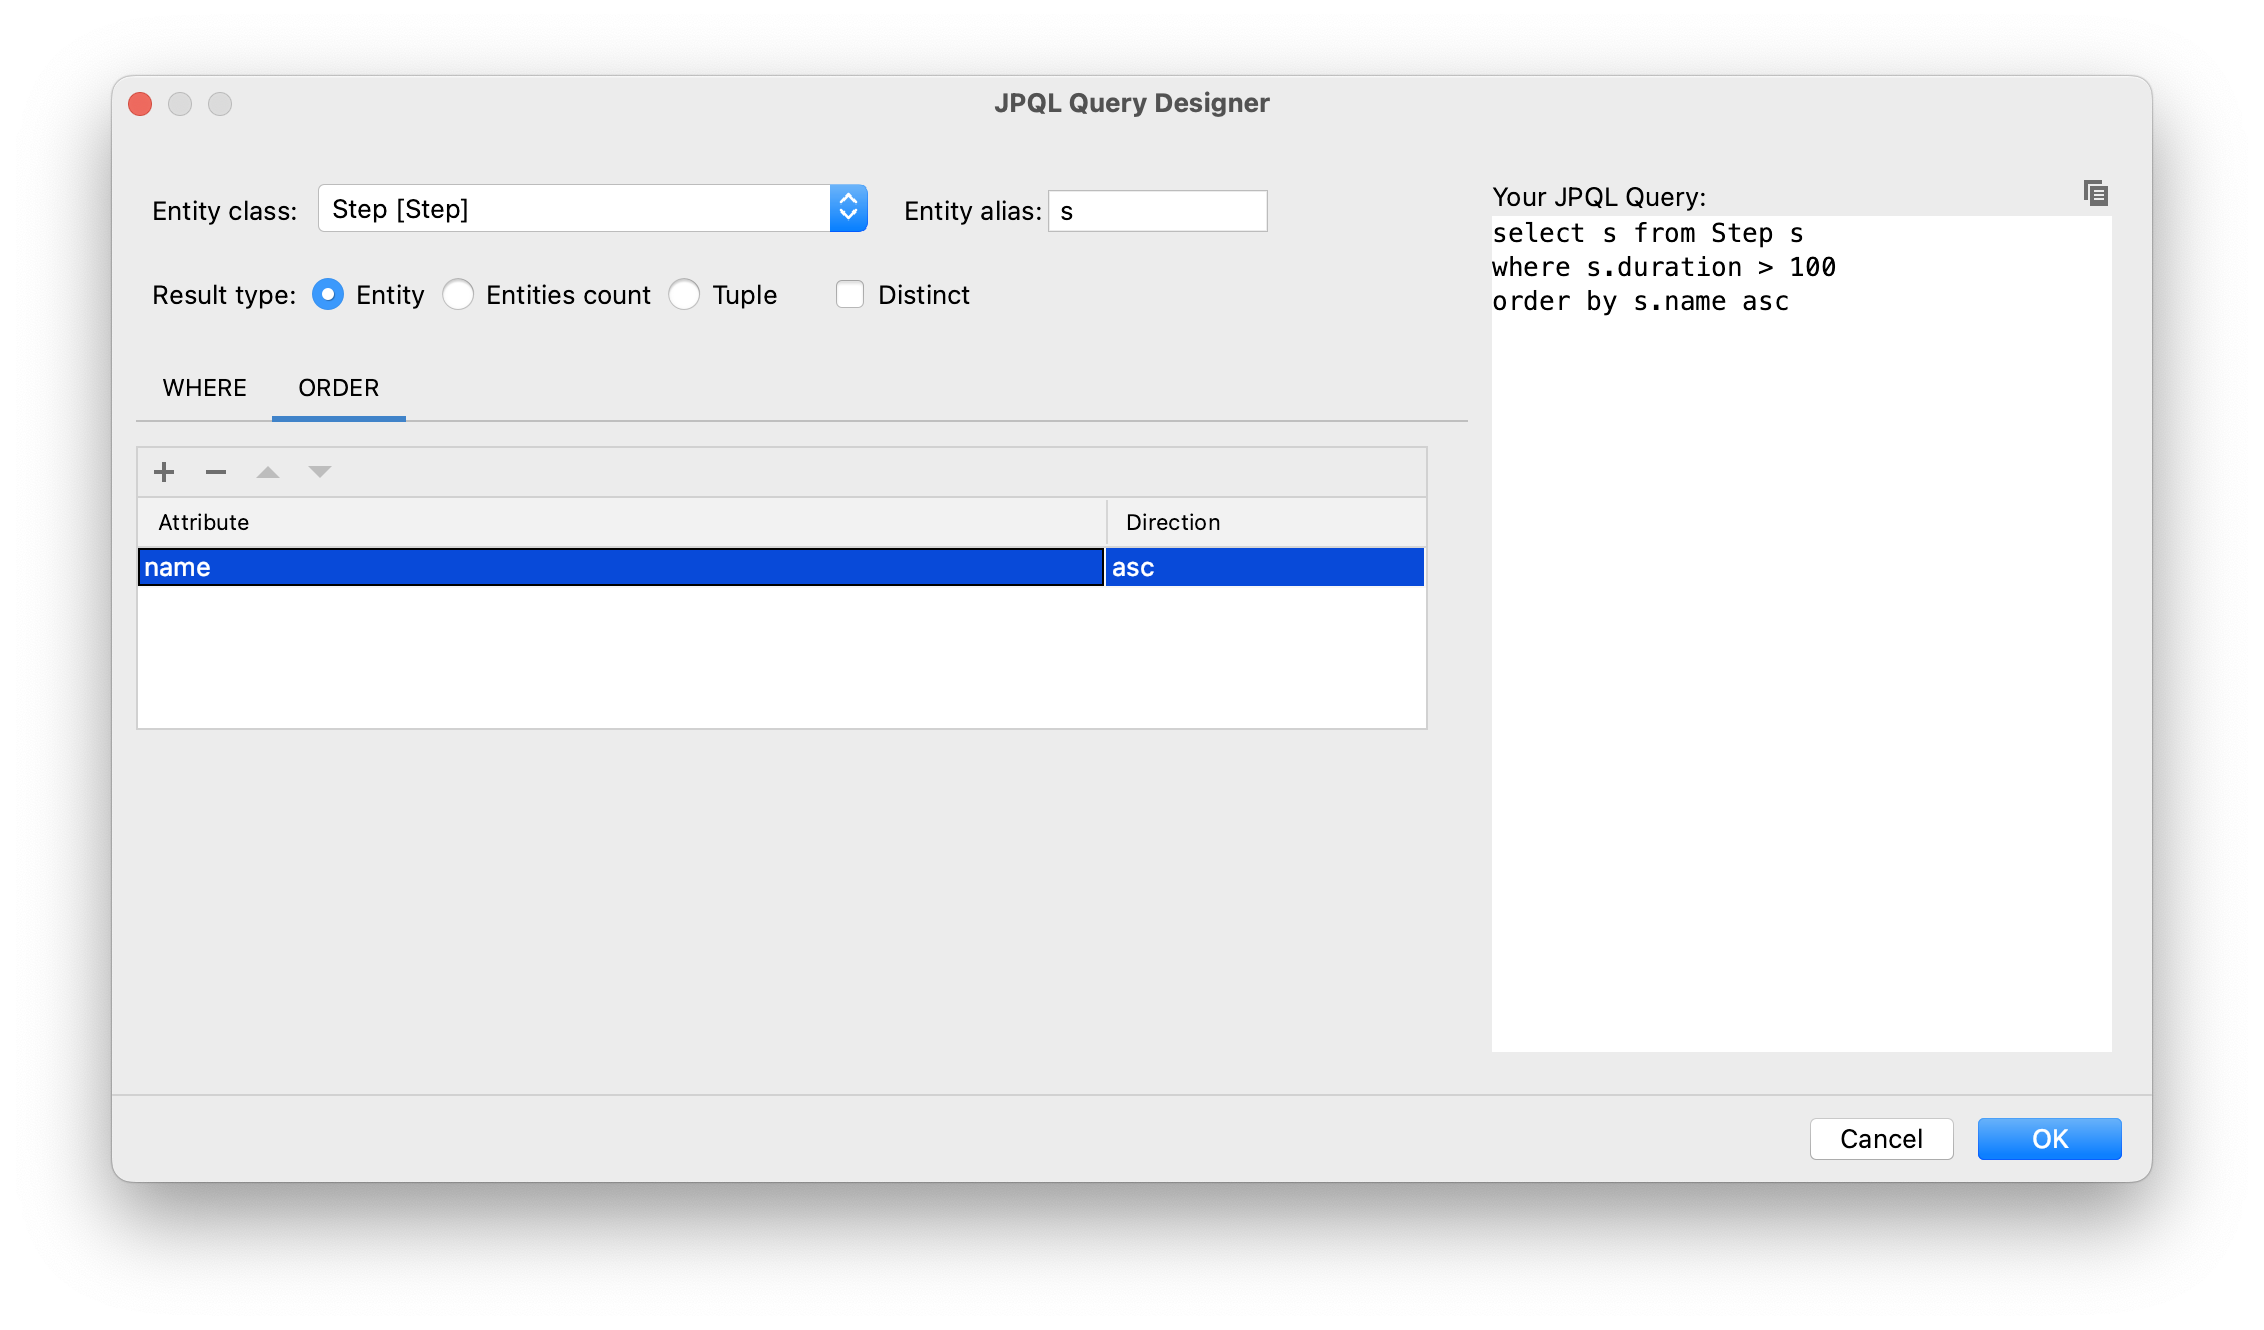 JPQL Query Designer
Entity class: Step [Step] Entity alias: s
Result type: Entity Entities count Tuple Distinct
WHERE ORDER
Attribute Direction
name asc
Your JPQL Query:
select s from Step s
where s.duration > 100
order by s.name asc
Cancel OK